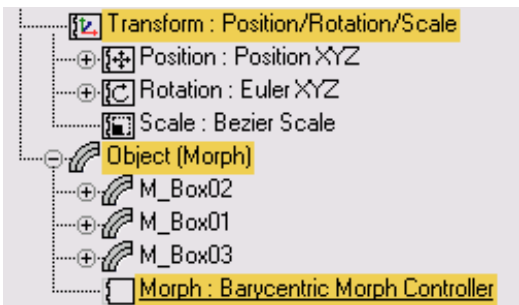 Transform : Position/Rotation/Scale
Position : Position XYZ
Rotation : Euler XYZ
Scale : Bezier Scale
Object (Morph)
M_Box02
M_Box01
M_Box03
Morph : Barycentric Morph Controller